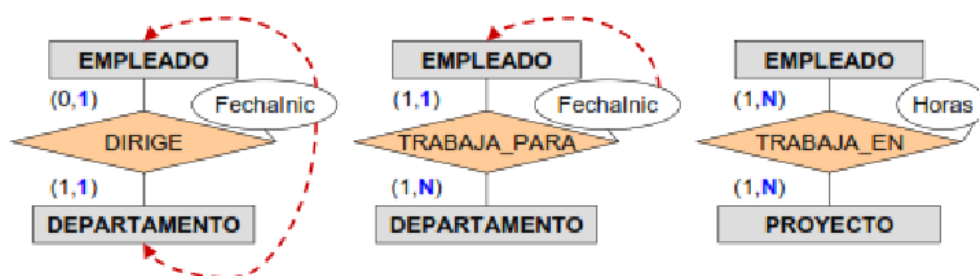 EMPLEADO
(0,1)
FechaInic
DIRIGE
(1,1)
DEPARTAMENTO
EMPLEADO
(1,1)
FechaInic
TRABAJA_PARA
(1,N)
DEPARTAMENTO
EMPLEADO
(1,N)
Horas
TRABAJA_EN
(1,N)
PROYECTO